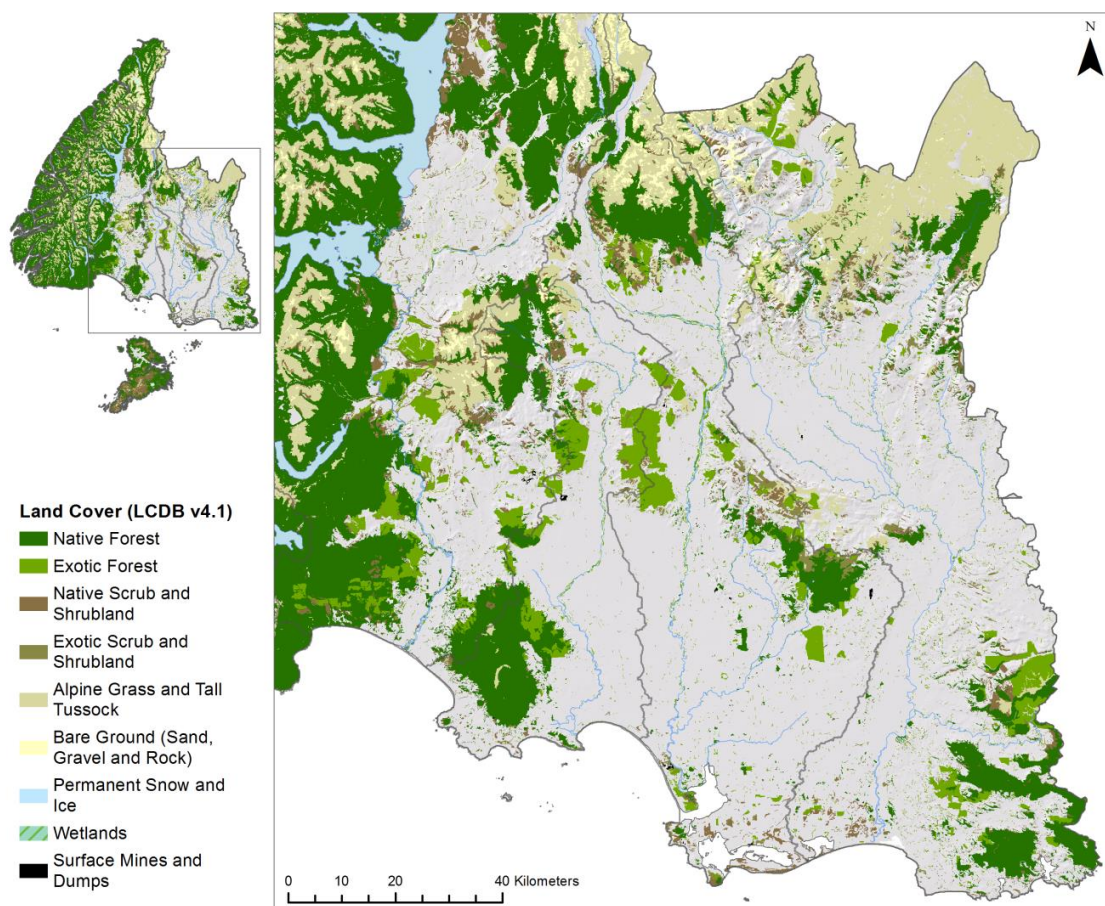 N
Land Cover (LCDB v4.1)
Native Forest
Exotic Forest
Native Scrub and
Shrubland
Exotic Scrub and
Shrubland
Alpine Grass and Tall
Tussock
Bare Ground (Sand,
Gravel and Rock)
Permanent Snow and
Ice
Wetlands
Surface Mines and
Dumps
0 10 20 40 Kilometers